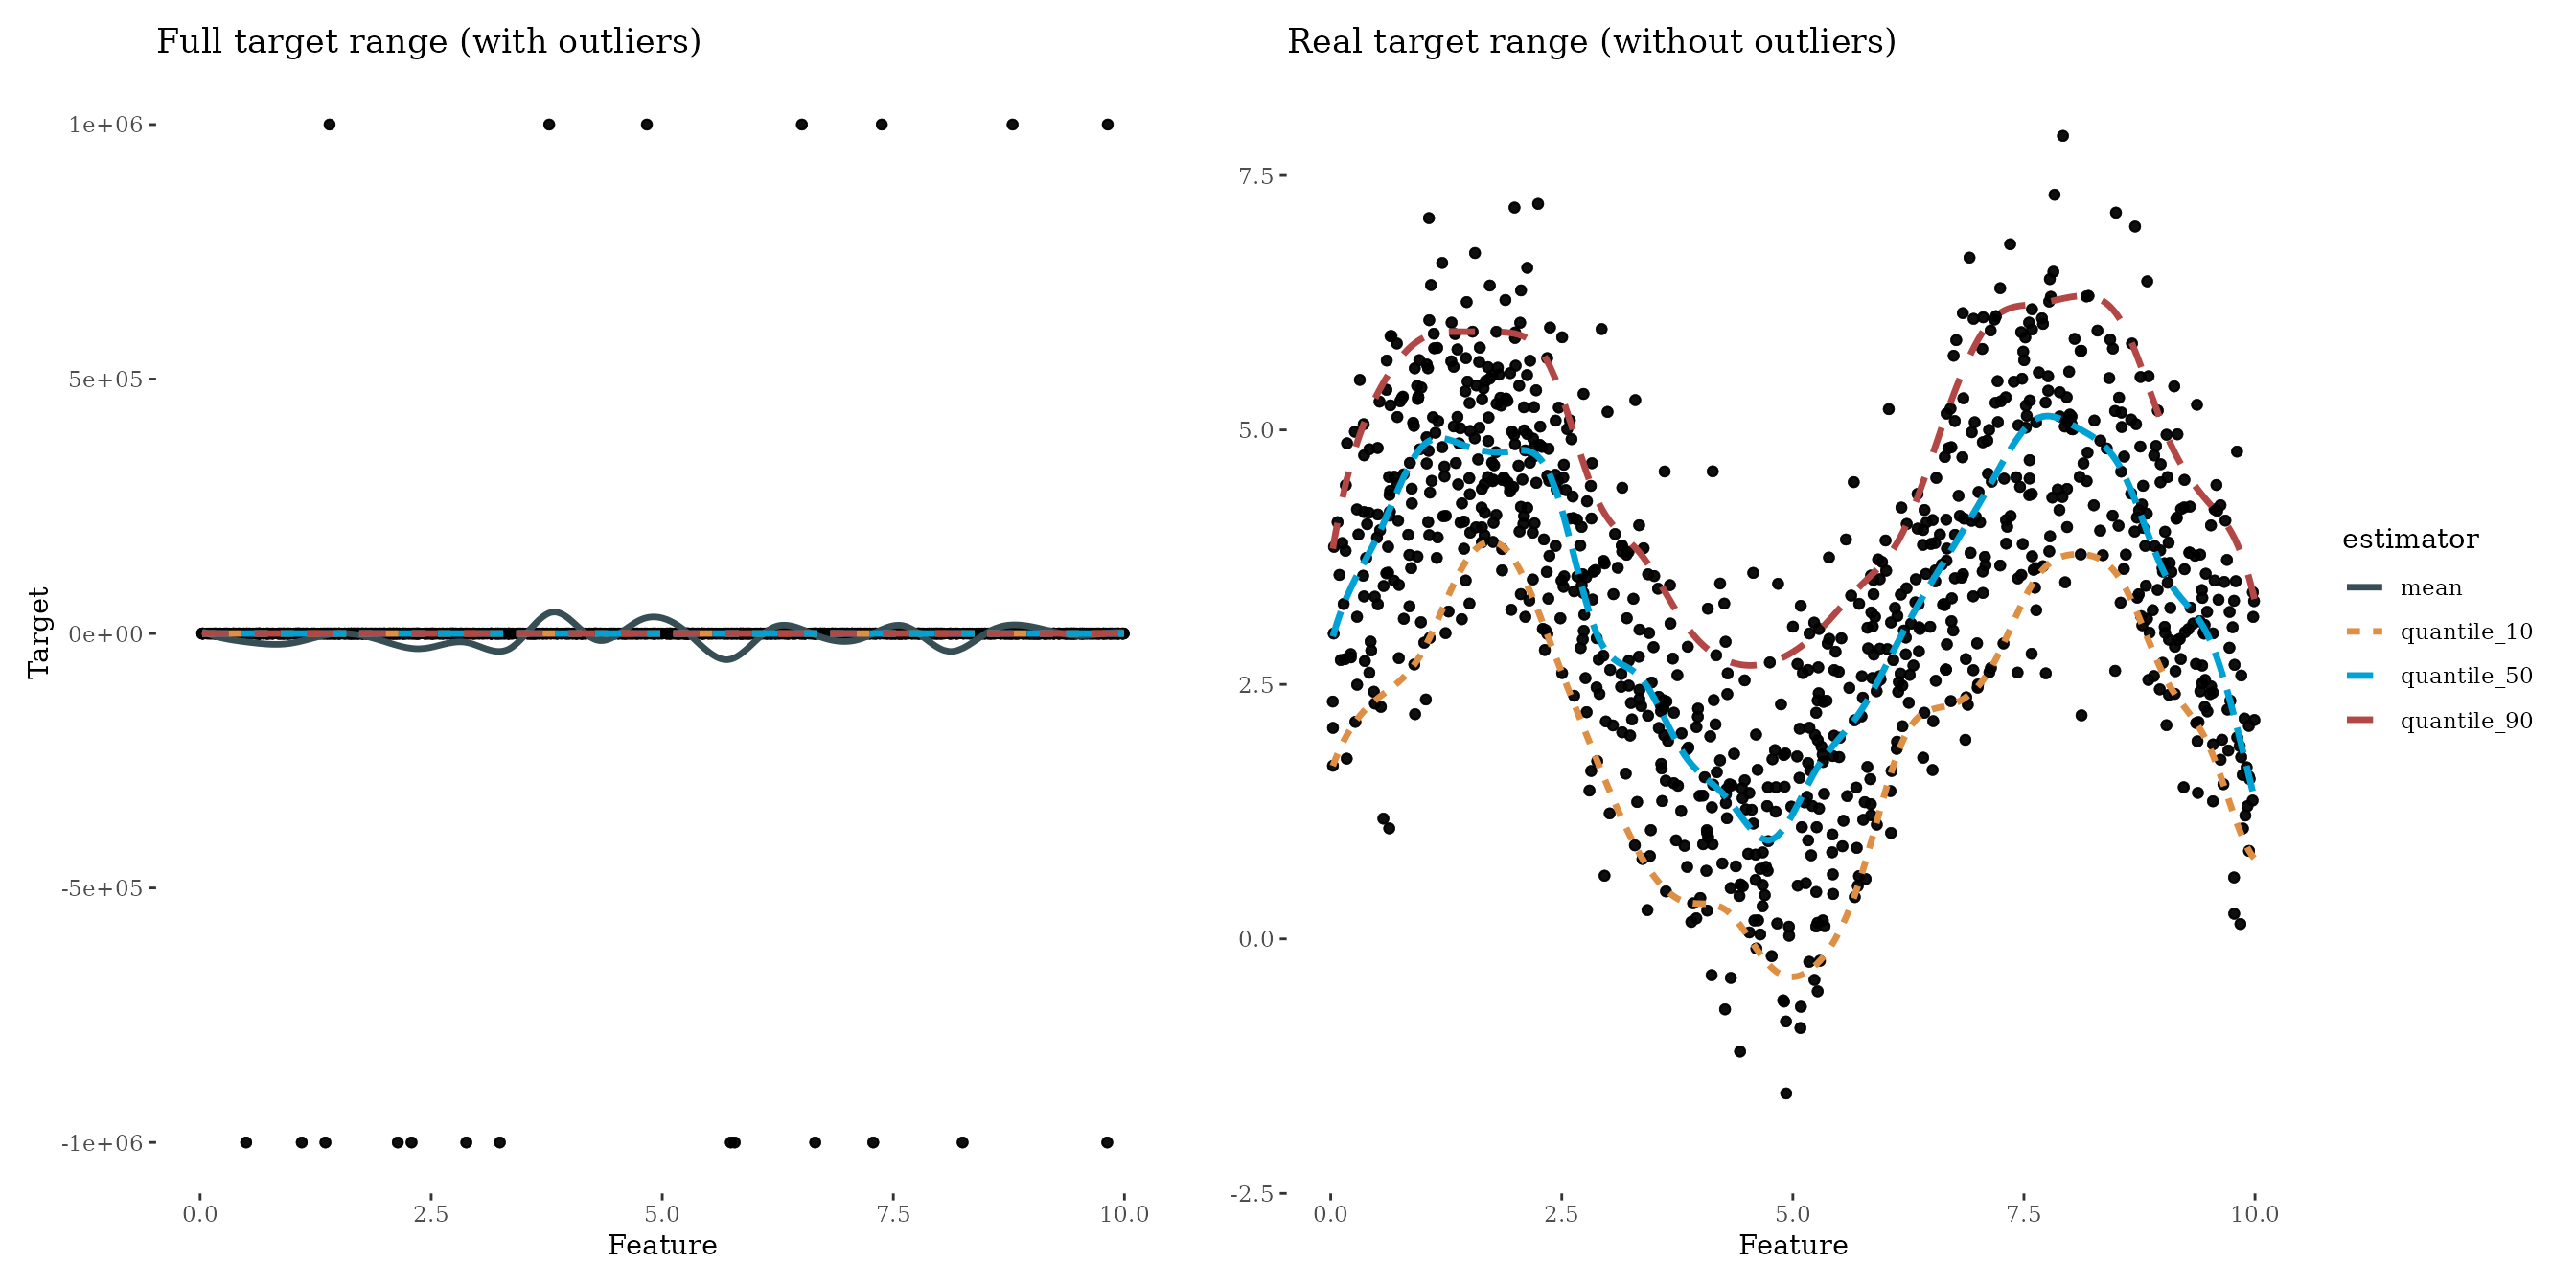 Full target range (with outliers)
Target
1e+06
5e+05
0e+00
-5e+05
-1e+06
0.0 2.5 5.0 7.5 10.0
Feature
Real target range (without outliers)
7.5
5.0
2.5
0.0
-2.5
0.0 2.5 5.0 7.5 10.0
Feature
estimator
mean
quantile_10
quantile_50
quantile_90